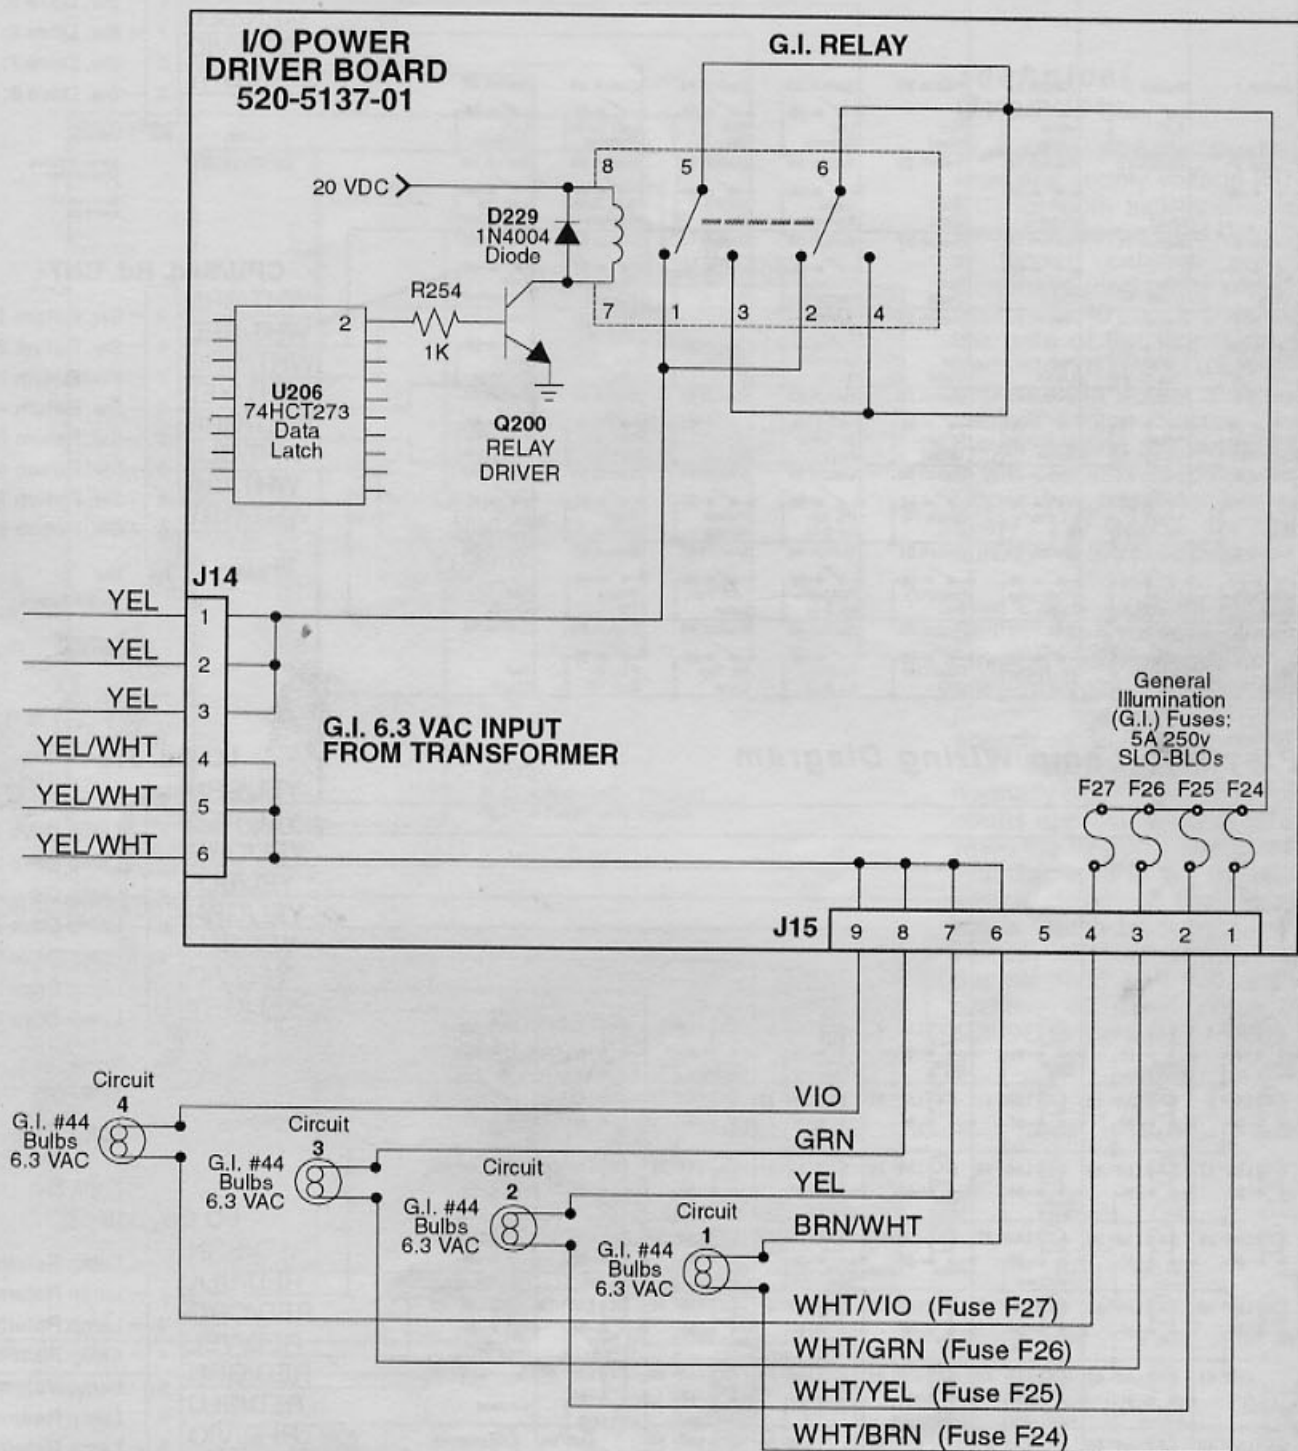 I/O POWER
DRIVER BOARD
520-5137-01
G.I. RELAY
8
5
6
20 VDC
D229
1N4004
Diode
R254
1K
7
1
3
2
4
2
U206
74HCT273
Data
Latch
Q200
RELAY
DRIVER
J14
YEL
1
YEL
2
YEL
3
YEL/WHT
4
YEL/WHT
5
YEL/WHT
6
G.I. 6.3 VAC INPUT
FROM TRANSFORMER
General
Illumination
(G.I.) Fuses:
5A 250v
SLO-BLOs
F27 F26 F25 F24
J15
9 8 7 6 5 4 3 2 1
Circuit
4
G.I. #44
Bulbs
6.3 VAC
Circuit
3
G.I. #44
Bulbs
6.3 VAC
Circuit
2
G.I. #44
Bulbs
6.3 VAC
Circuit
1
G.I. #44
Bulbs
6.3 VAC
VIO
GRN
YEL
BRN/WHT
WHT/VIO (Fuse F27)
WHT/GRN (Fuse F26)
WHT/YEL (Fuse F25)
WHT/BRN (Fuse F24)